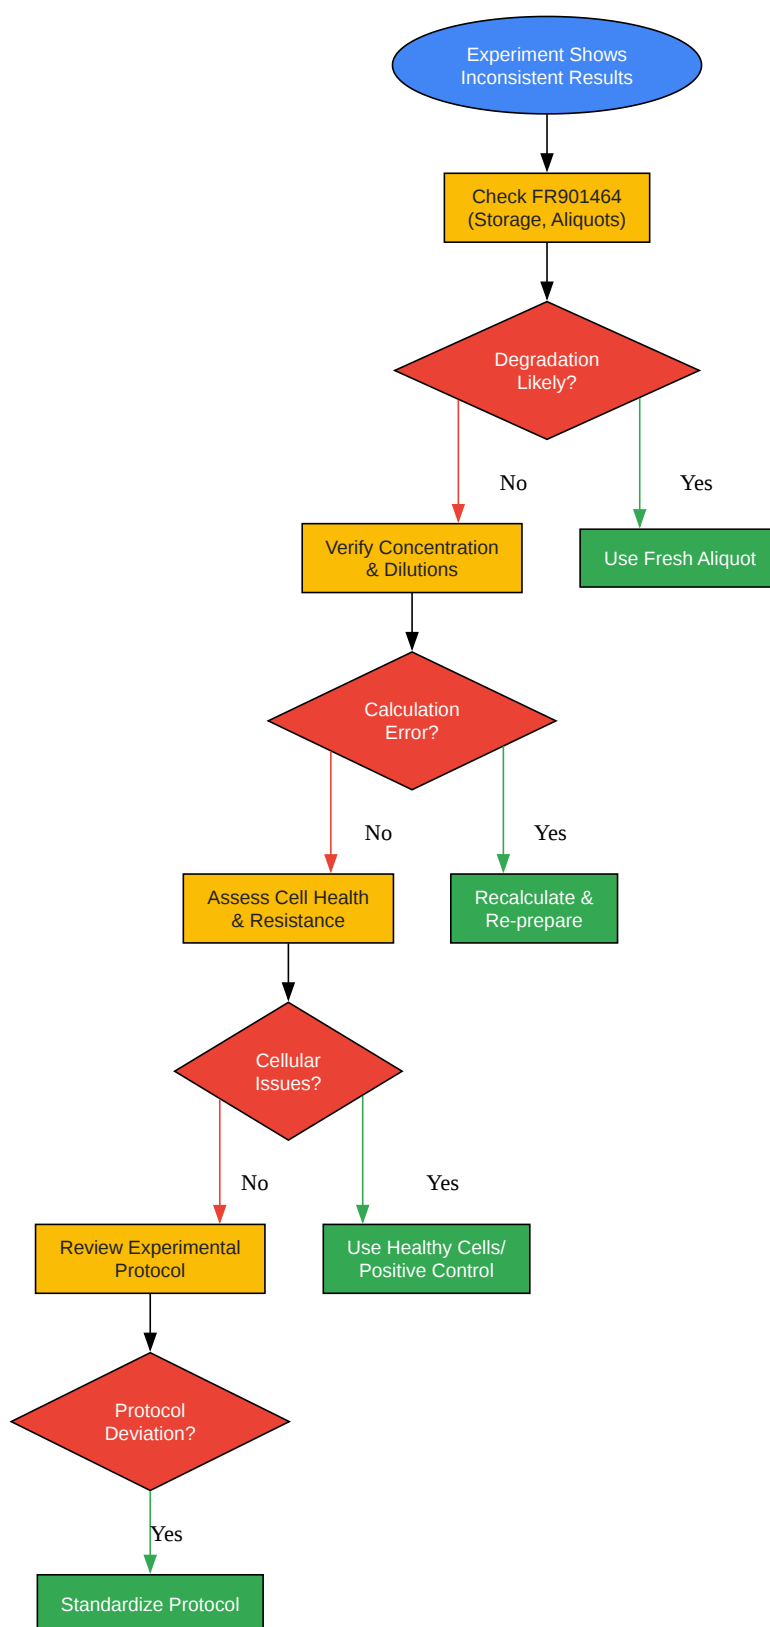 Experiment Shows
Inconsistent Results
Check FR901464
(Storage, Aliquots)
Degradation
Likely?
No
Yes
Verify Concentration
& Dilutions
Use Fresh Aliquot
Calculation
Error?
No
Yes
Assess Cell Health
& Resistance
Recalculate &
Re-prepare
Cellular
Issues?
No
Yes
Review Experimental
Protocol
Use Healthy Cells/
Positive Control
Protocol
Deviation?
Yes
Standardize Protocol